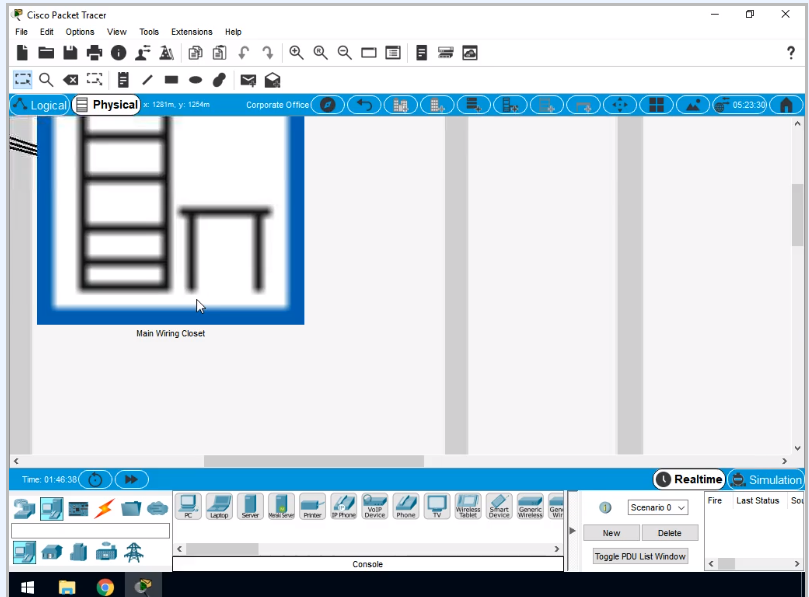 Cisco Packet Tracer
File Edit Options View Tools Extensions Help
?
Logical Physical x: 1281m, y: 1254m Corporate Office 05:23:30
Main Wiring Closet
Time: 01:46:38 Realtime Simulation
PC Laptop Server Meraki Server Printer IP Phone VoIP Device Phone TV Wireless Tablet Smart Device Generic Wireless Gen Wir
Scenario 0
Fire Last Status Sou
New Delete
Toggle PDU List Window
Console